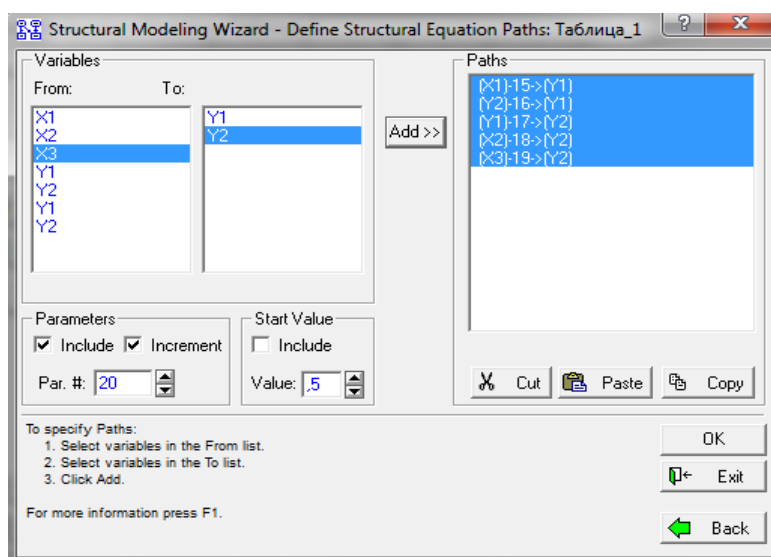 Structural Modeling Wizard - Define Structural Equation Paths: Таблица_1
?
X
Variables
From: To:
X1
X2
X3
Y1
Y2
Y1
Y2
Y1
Y2
Add >>
Paths
(X1)-15->(Y1)
(Y2)-16->(Y1)
(Y1)-17->(Y2)
(X2)-18->(Y2)
(X3)-19->(Y2)
Parameters
Include Increment
Par. #: 20
Start Value
Include
Value: ,5
Cut Paste Copy
To specify Paths:
1. Select variables in the From list.
2. Select variables in the To list.
3. Click Add.
For more information press F1.
OK
Exit
Back